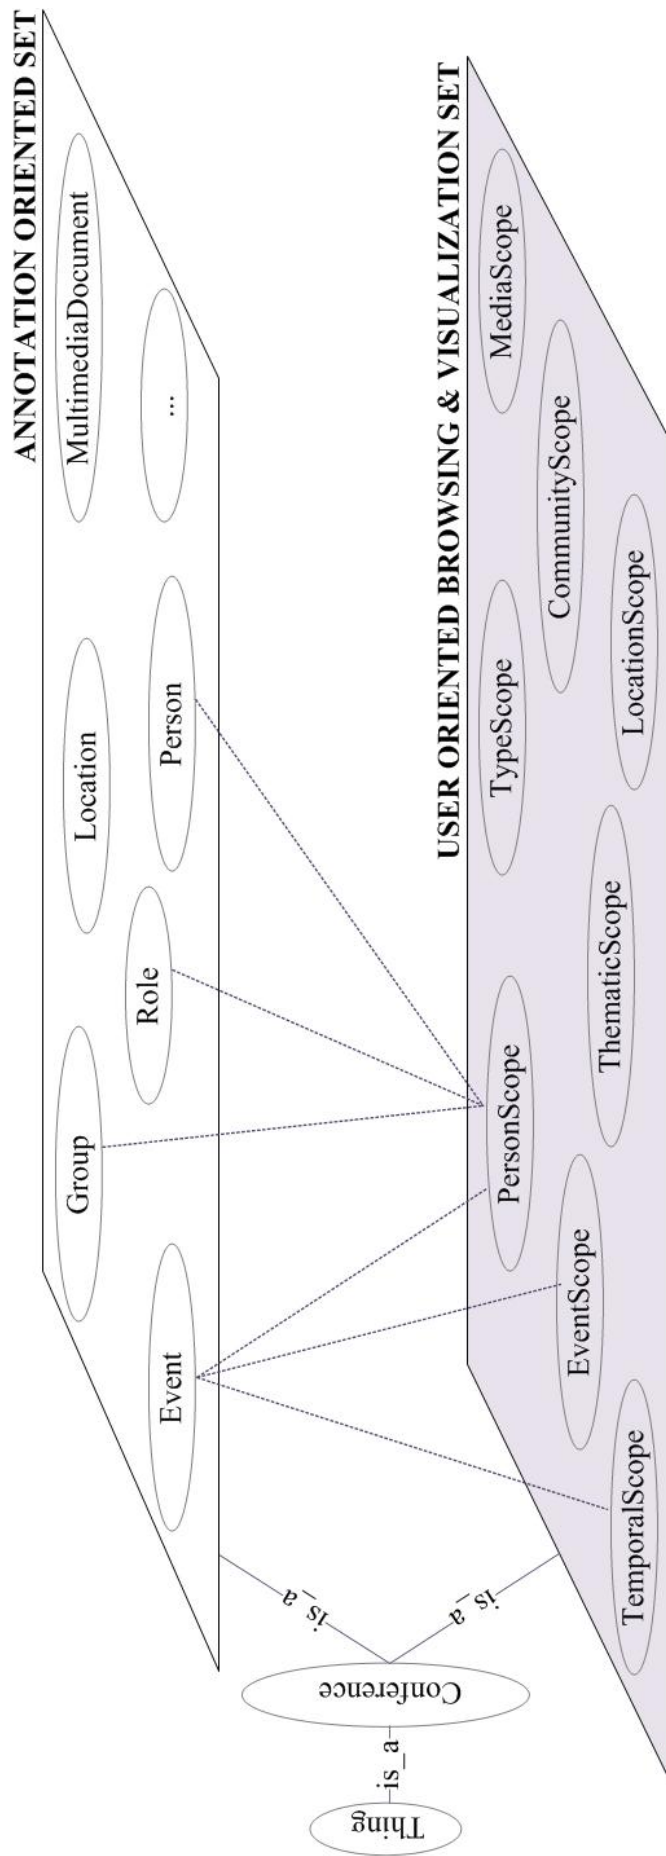 ANNOTATION ORIENTED SET
Group
Location
MultimediaDocument
Event
Role
Person
...
Thing
is_a
Conference
is_a
is_a
USER ORIENTED BROWSING & VISUALIZATION SET
PersonScope
TypeScope
MediaScope
EventScope
CommunityScope
ThematicScope
TemporalScope
LocationScope